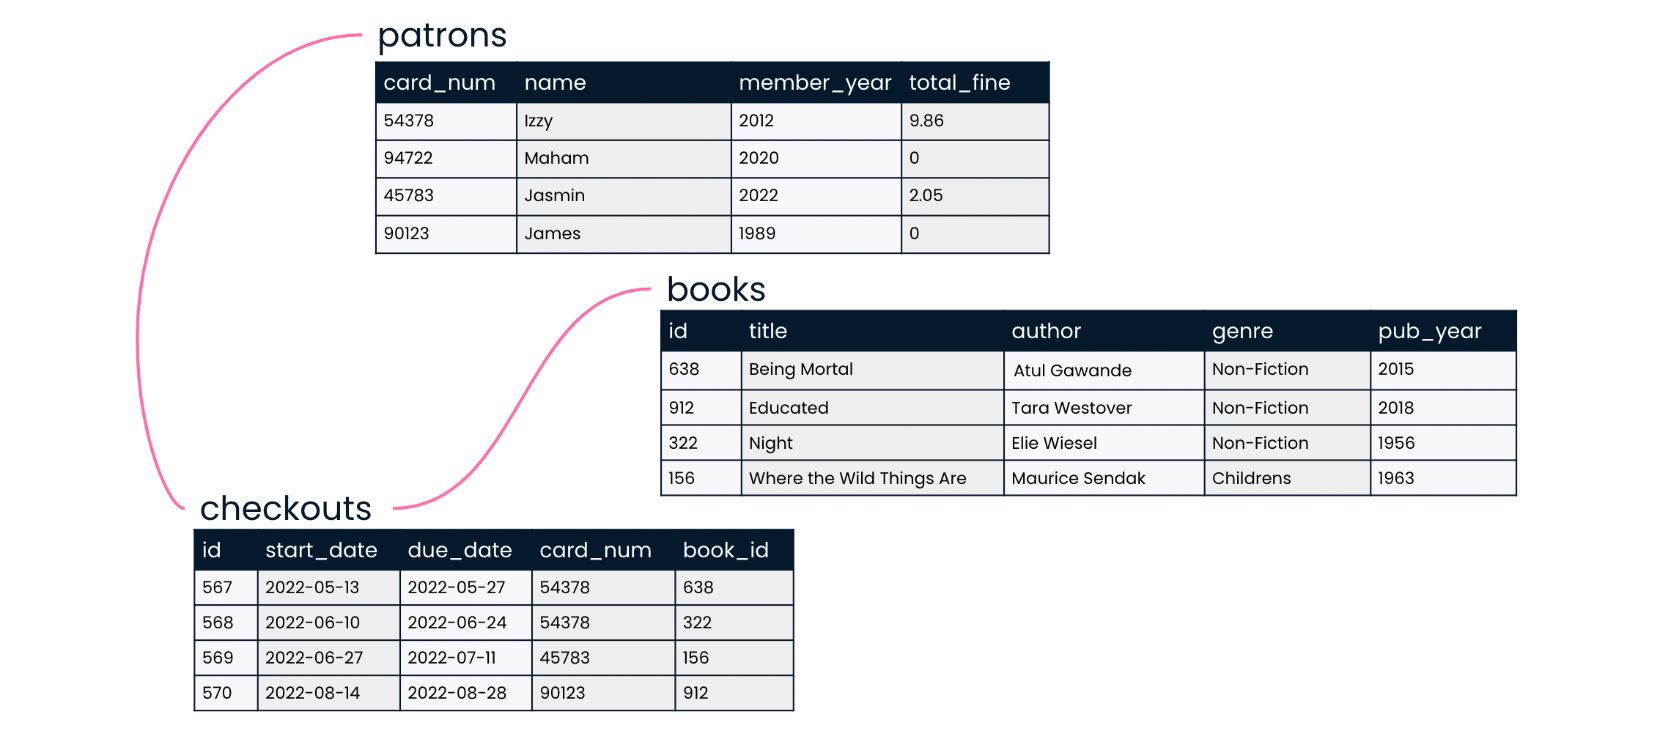 patrons
card_num name member_year total_fine
54378 Izzy 2012 9.86
94722 Maham 2020 0
45783 Jasmin 2022 2.05
90123 James 1989 0
books
id title author genre pub_year
638 Being Mortal Atul Gawande Non-Fiction 2015
912 Educated Tara Westover Non-Fiction 2018
322 Night Elie Wiesel Non-Fiction 1956
156 Where the Wild Things Are Maurice Sendak Childrens 1963
checkouts
id start_date due_date card_num book_id
567 2022-05-13 2022-05-27 54378 638
568 2022-06-10 2022-06-24 54378 322
569 2022-06-27 2022-07-11 45783 156
570 2022-08-14 2022-08-28 90123 912